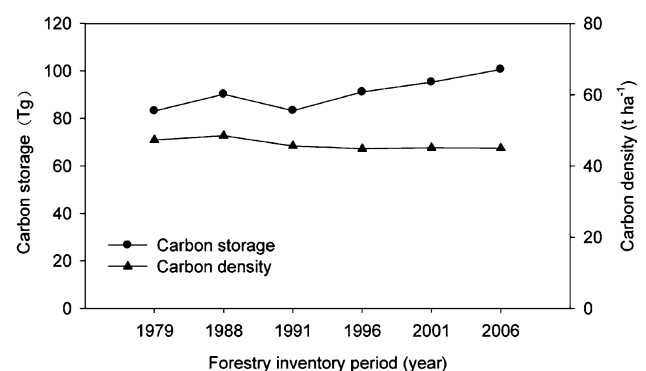 120
100
80
60
40
20
0
Carbon storage (Tg)
80
60
40
20
0
Carbon density (t ha⁻¹)
Carbon storage
Carbon density
1979 1988 1991 1996 2001 2006
Forestry inventory period (year)